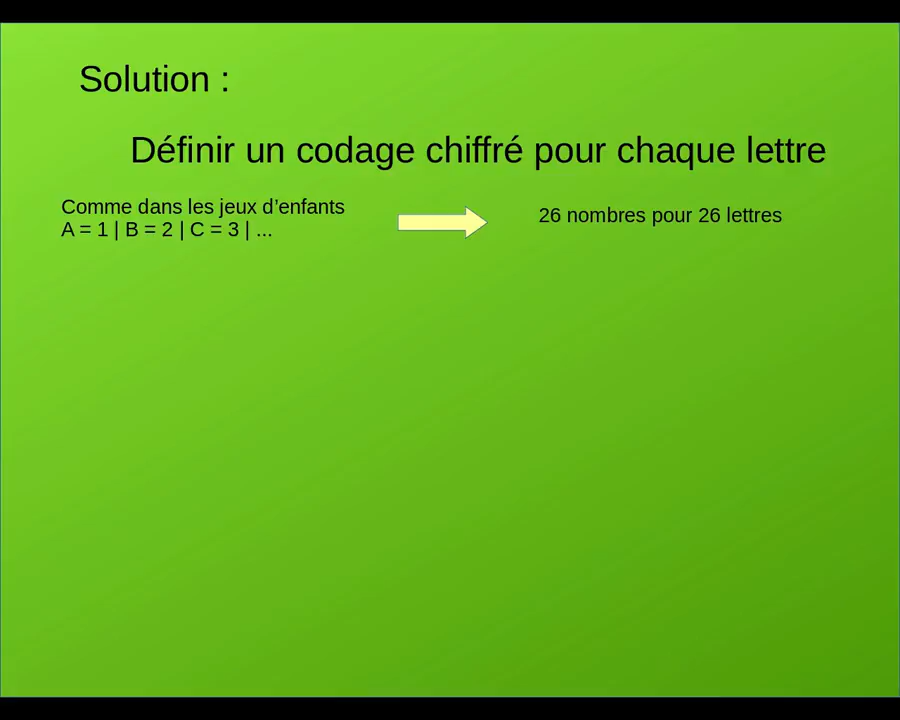 Solution :
Définir un codage chiffré pour chaque lettre
Comme dans les jeux d’enfants
A = 1 | B = 2 | C = 3 | ...
26 nombres pour 26 lettres